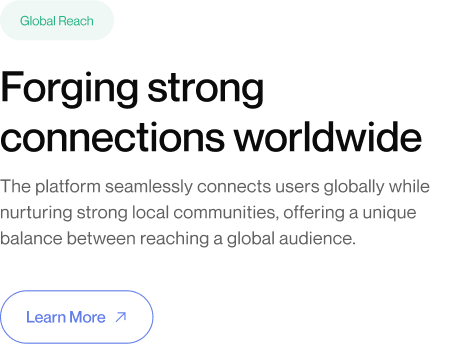 Global Reach
Forging strong
connections worldwide
The platform seamlessly connects users globally while
nurturing strong local communities, offering a unique
balance between reaching a global audience.
Learn More